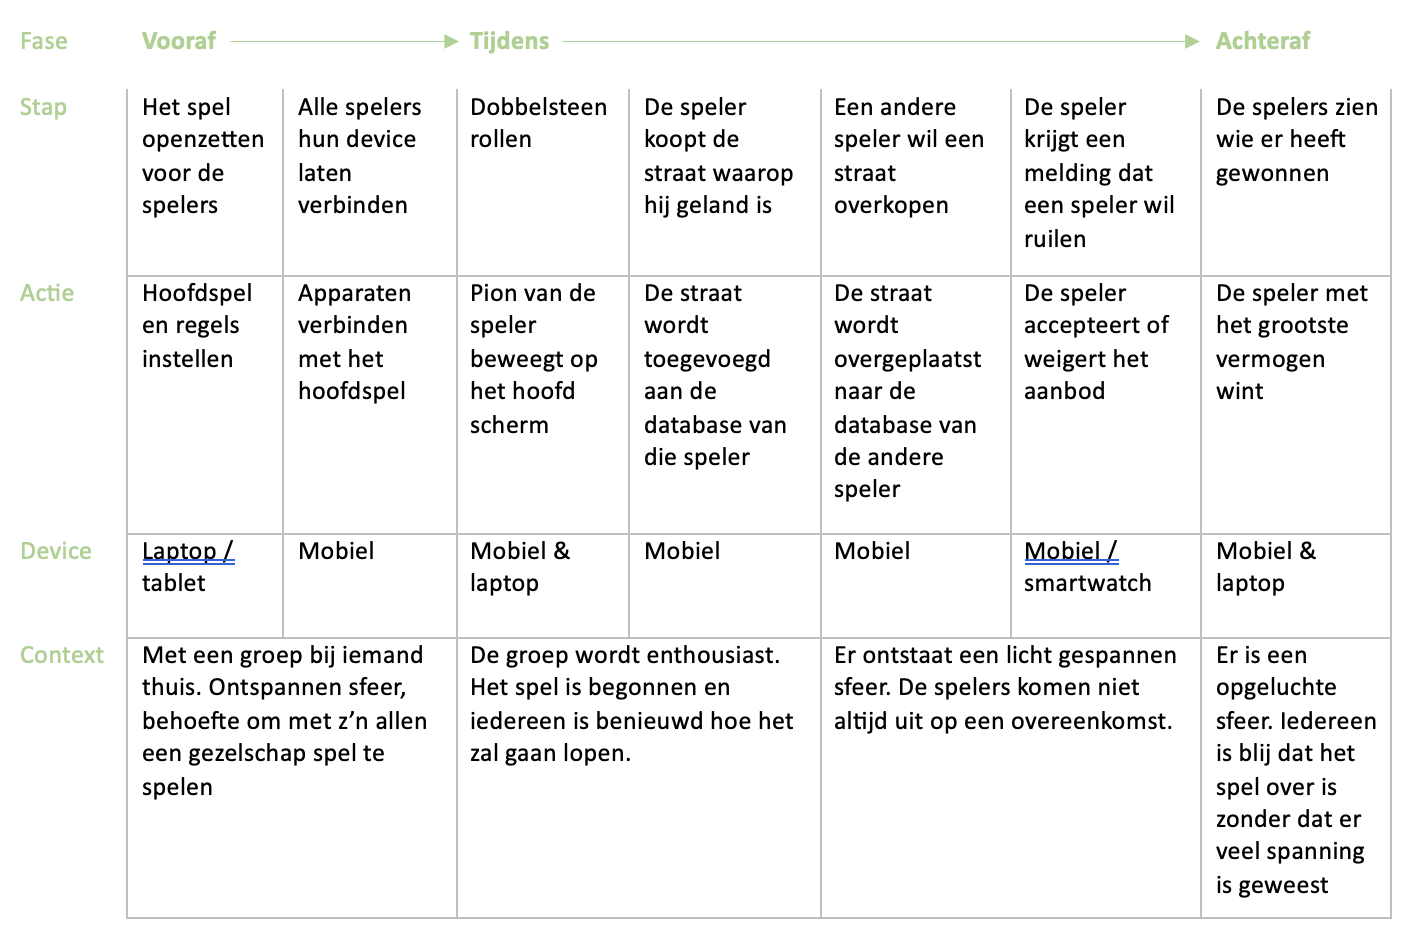 Fase Vooraf Tijdens Achteraf
Stap
Het spel
openzetten
voor de
spelers
Alle spelers
hun device
laten
verbinden
Dobbelsteen
rollen
De speler
koopt de
straat waarop
hij geland is
Een andere
speler wil een
straat
overkopen
De speler
krijgt een
melding dat
een speler wil
ruilen
De spelers zien
wie er heeft
gewonnen
Actie
Hoofdspel
en regels
instellen
Apparaten
verbinden
met het
hoofdspel
Pion van de
speler
beweegt op
het hoofd
scherm
De straat
wordt
toegevoegd
aan de
database van
die speler
De straat
wordt
overgeplaatst
naar de
database van
de andere
speler
De speler
accepteert of
weigert het
aanbod
De speler met
het grootste
vermogen
wint
Device
Laptop /
tablet
Mobiel
Mobiel &
laptop
Mobiel
Mobiel
Mobiel /
smartwatch
Mobiel &
laptop
Context
Met een groep bij iemand
thuis. Ontspannen sfeer,
behoefte om met z’n allen
een gezelschap spel te
spelen
De groep wordt enthousiast.
Het spel is begonnen en
iedereen is benieuwd hoe het
zal gaan lopen.
Er ontstaat een licht gespannen
sfeer. De spelers komen niet
altijd uit op een overeenkomst.
Er is een
opgeluchte
sfeer. Iedereen
is blij dat het
spel over is
zonder dat er
veel spanning
is geweest